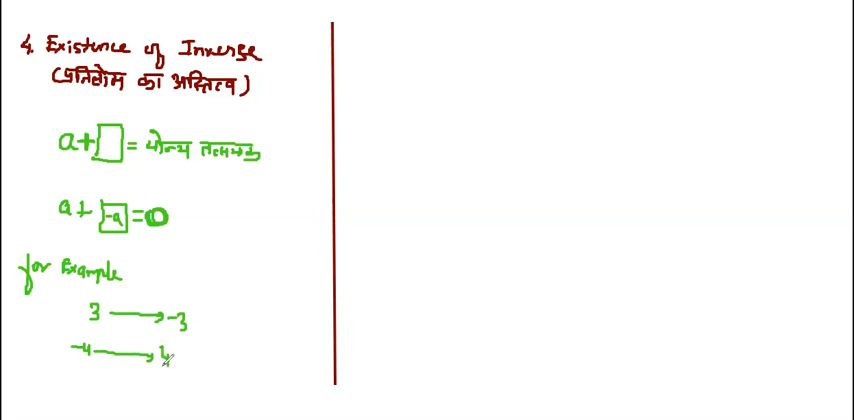 4. Existence of Inverse
(प्रतिलोम का अस्तित्व)
a + □ = योज्य तत्समक
a + -a = 0
for Example
3 → -3
-4 → 4